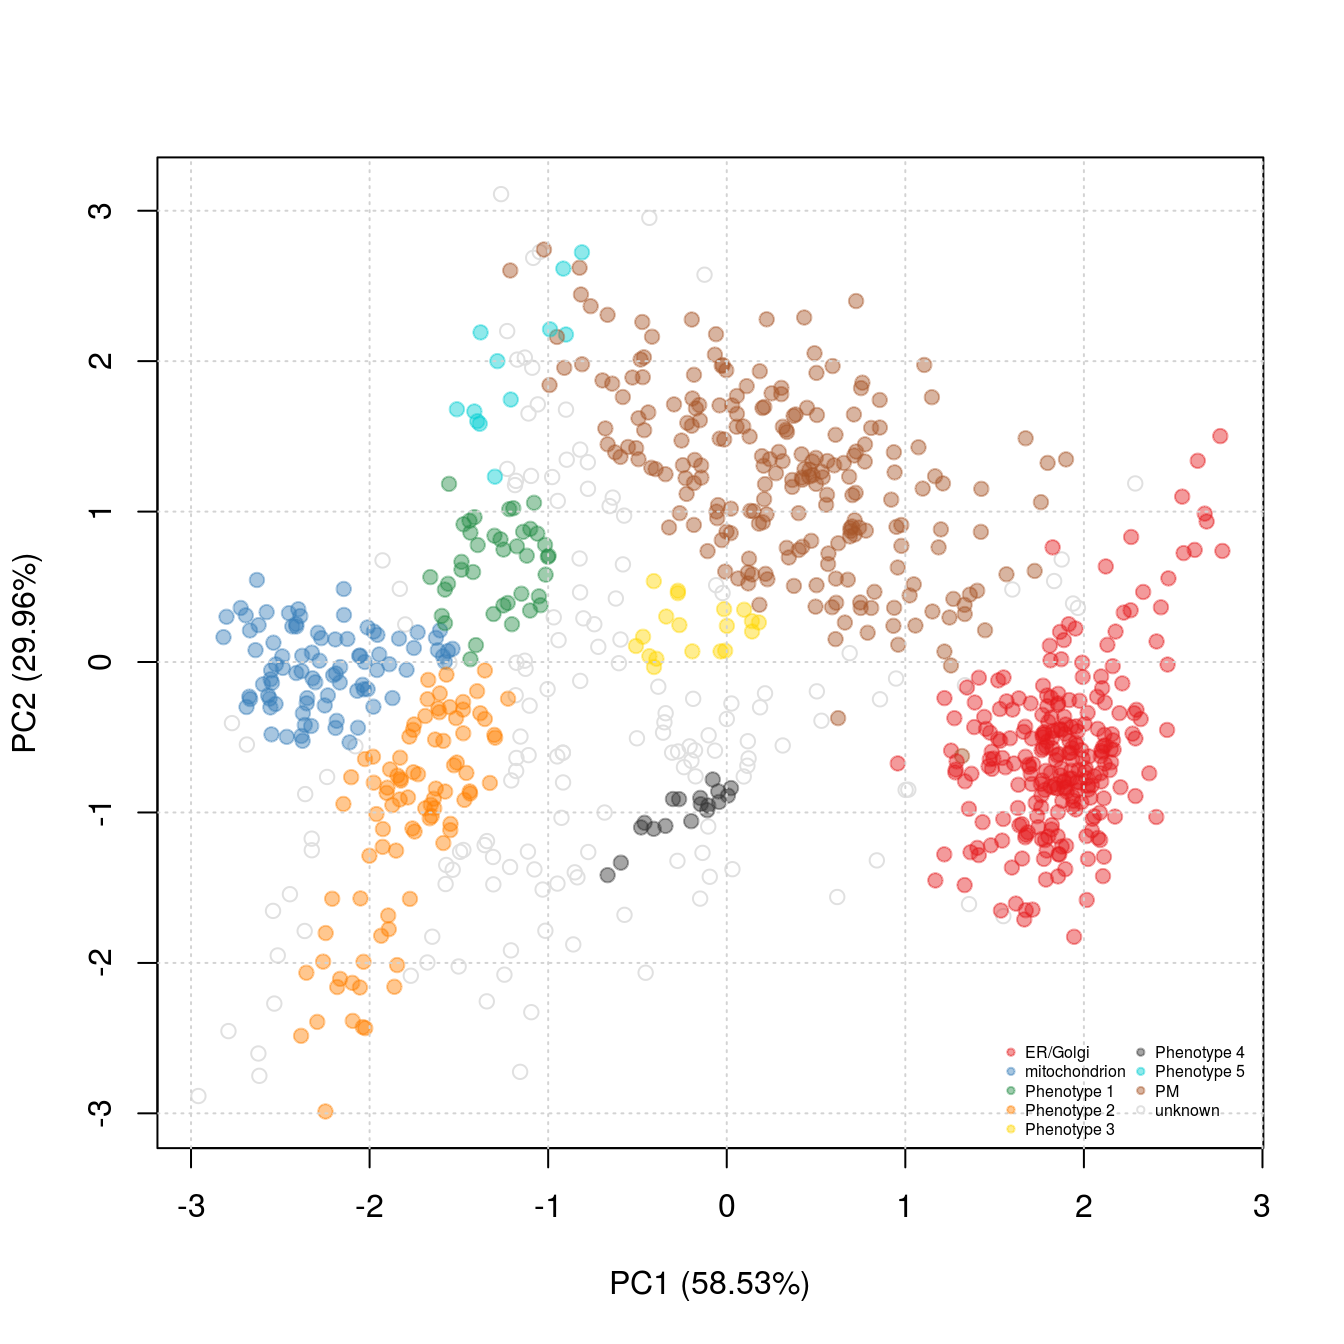 3
2
1
0
-1
-2
-3
PC2 (29.96%)
ER/Golgi
mitochondrion
Phenotype 1
Phenotype 2
Phenotype 3
Phenotype 4
Phenotype 5
PM
unknown
-3 -2 -1 0 1 2 3
PC1 (58.53%)